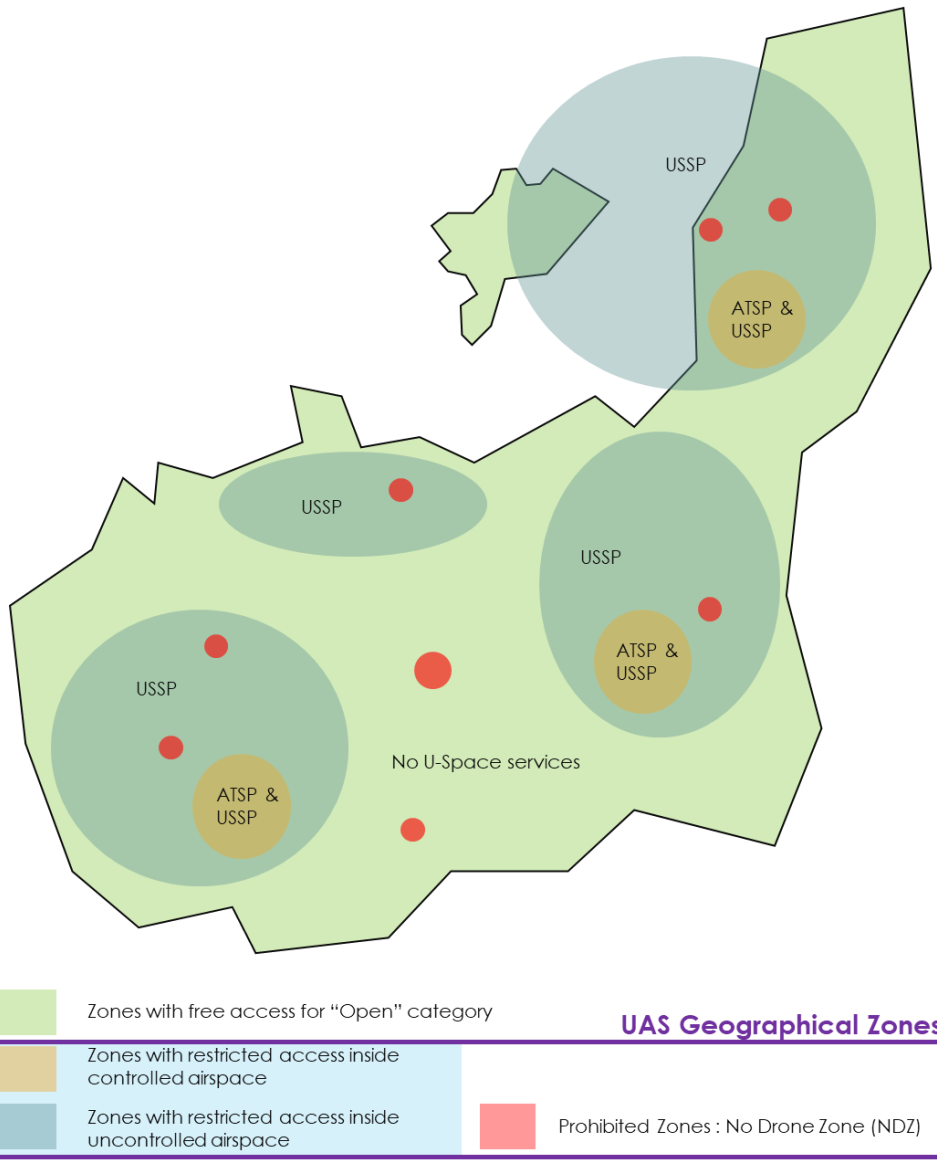 USSP
ATSP &
USSP
USSP
USSP
ATSP &
USSP
USSP
No U-Space services
ATSP &
USSP
Zones with free access for “Open” category
UAS Geographical Zones
Zones with restricted access inside
controlled airspace
Zones with restricted access inside
uncontrolled airspace
Prohibited Zones : No Drone Zone (NDZ)